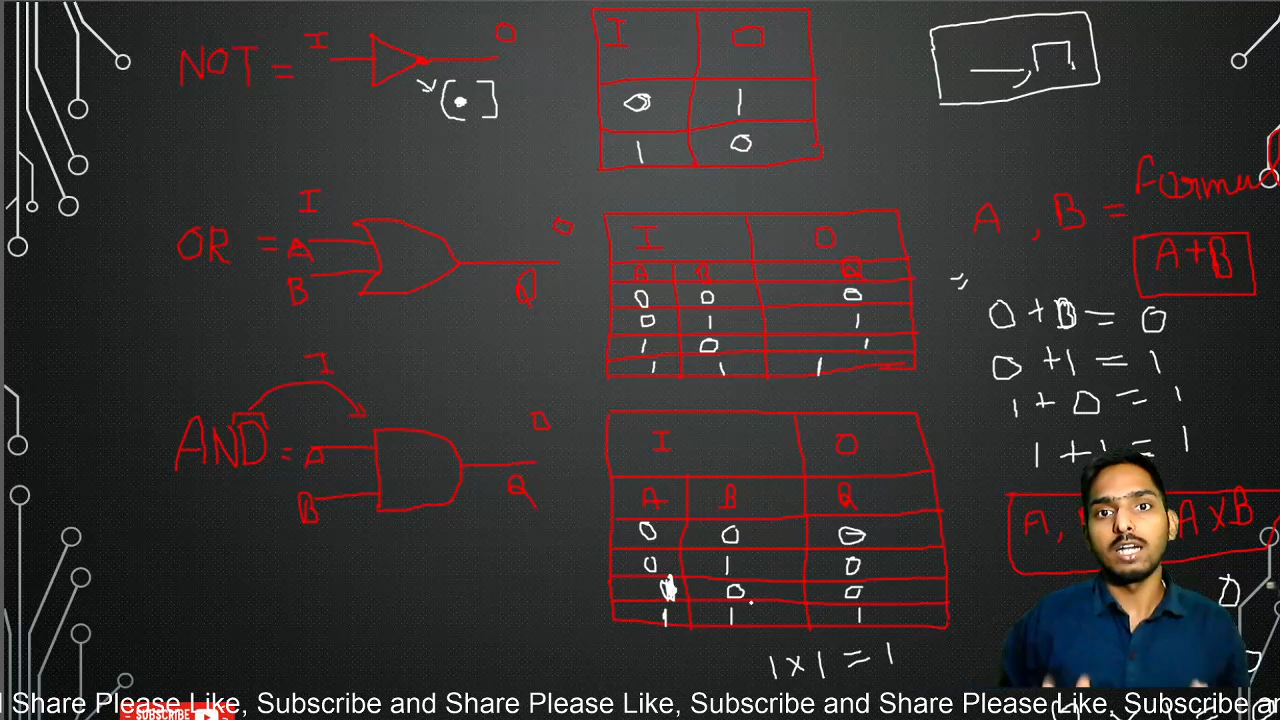 NOT = I O
I O
0 1
1 0
OR = I A B O Q
I O
A B Q
0 0 0
0 1 1
1 0 1
1 1 1
A , B =
A+B
0 + = 0
0 + 1 = 1
1 + 0 = 1
1 + 1 = 1
AND = I A B O Q
I O
A B Q
0 0 0
0 1 0
0 0
1 1 1
A, A X B
1 x 1 = 1
Share Please Like, Subscribe and Share Please Like, Subscribe and Share Please Like, Subscribe
SUBSCRIBE